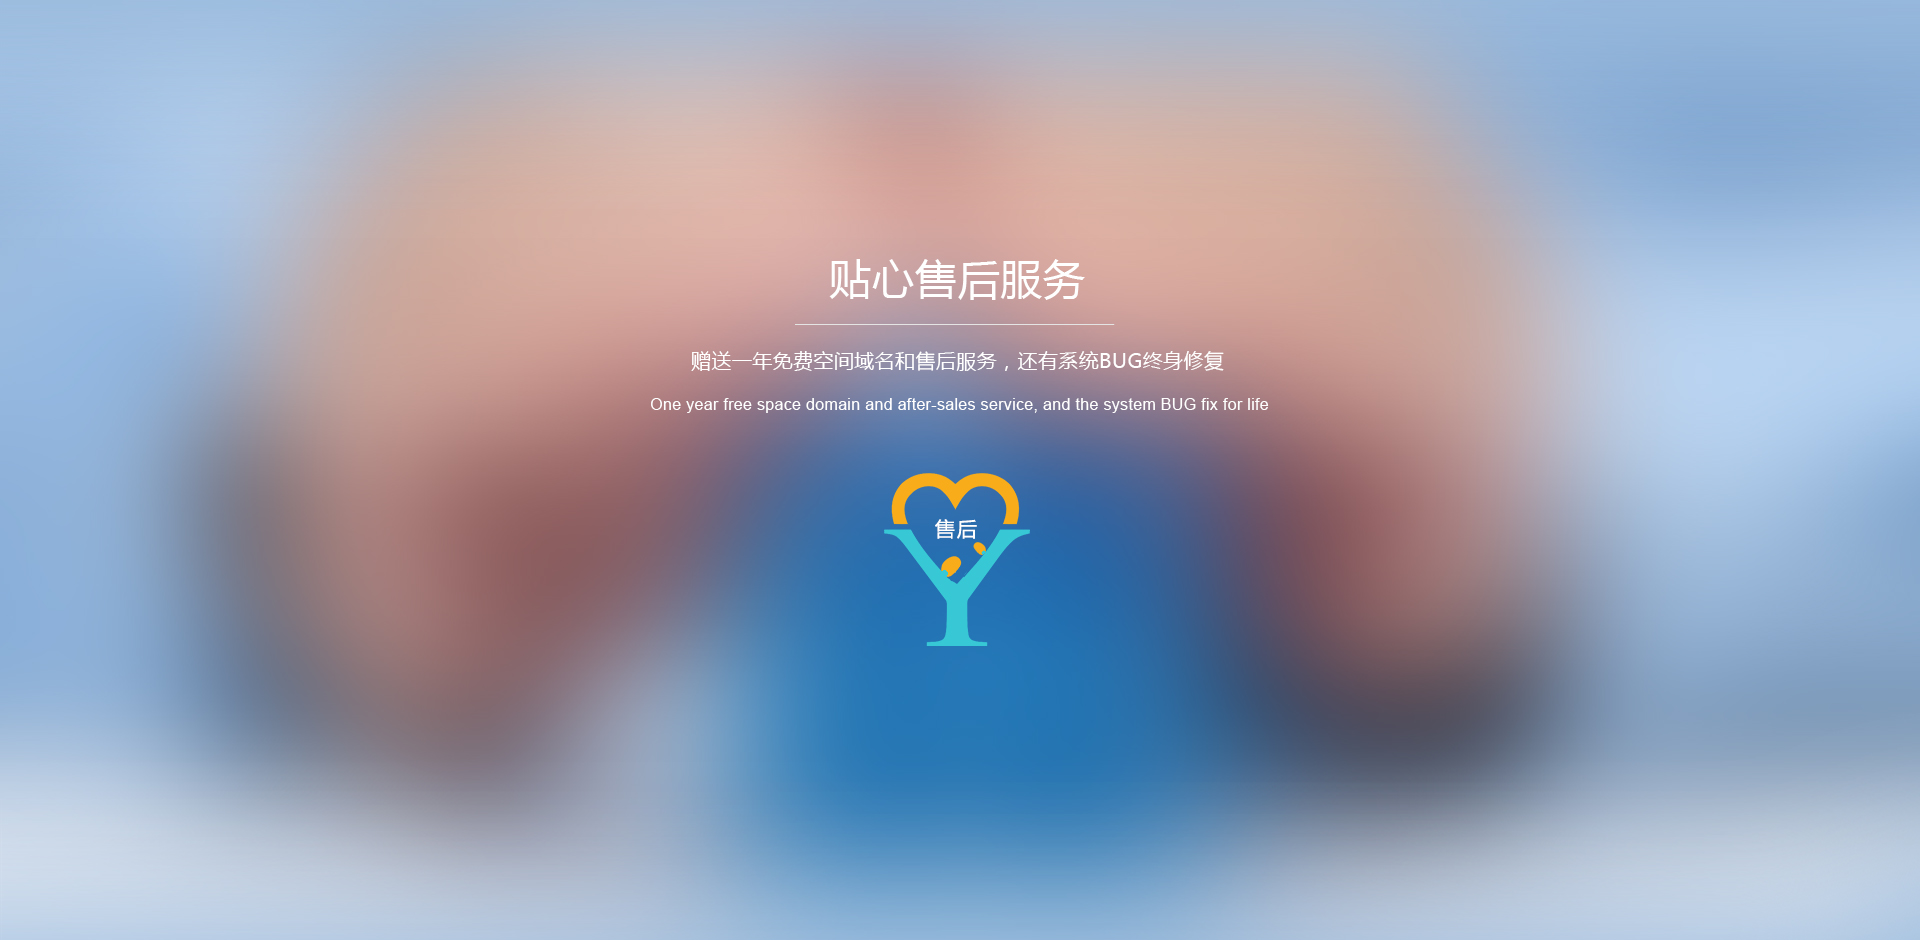 贴心售后服务
赠送一年免费空间域名和售后服务，还有系统BUG终身修复
One year free space domain and after-sales service, and the system BUG fix for life
售后